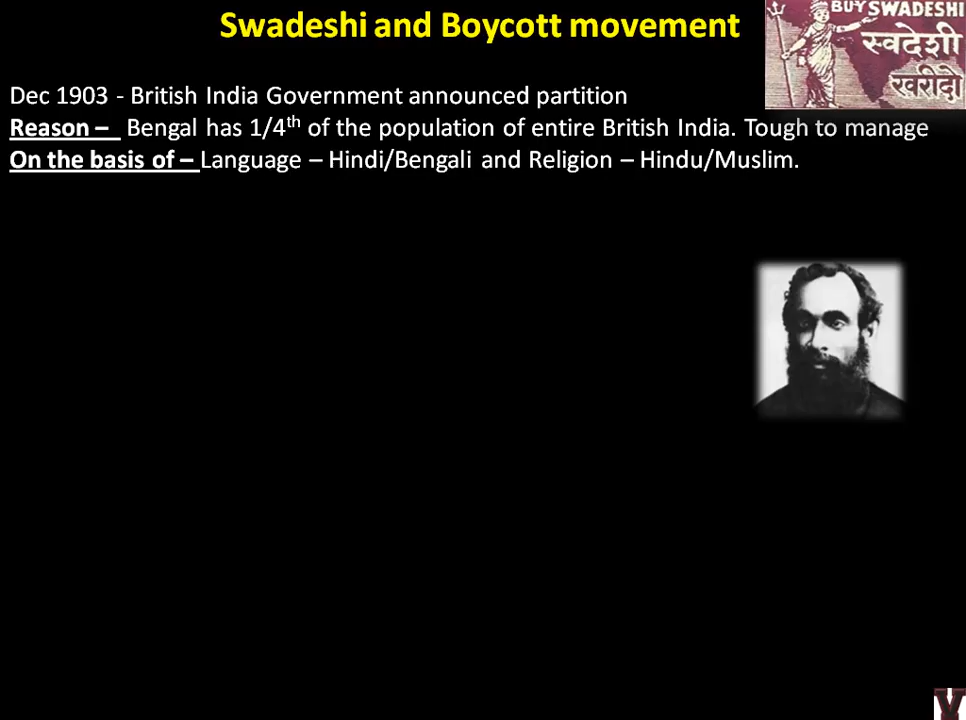 Swadeshi and Boycott movement
BUY SWADESHI
स्वदेशी
खरीदो
Dec 1903 - British India Government announced partition
Reason – Bengal has 1/4th of the population of entire British India. Tough to manage
On the basis of – Language – Hindi/Bengali and Religion – Hindu/Muslim.
V